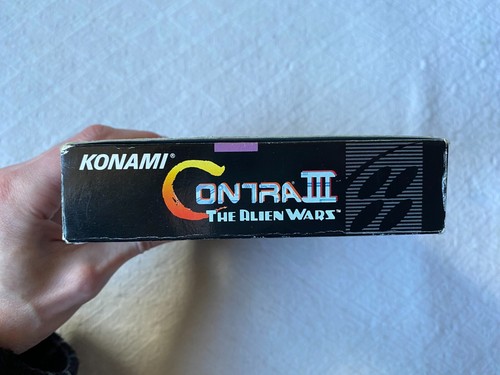 KONAMI®
CONTRA III
THE ALIEN WARS™